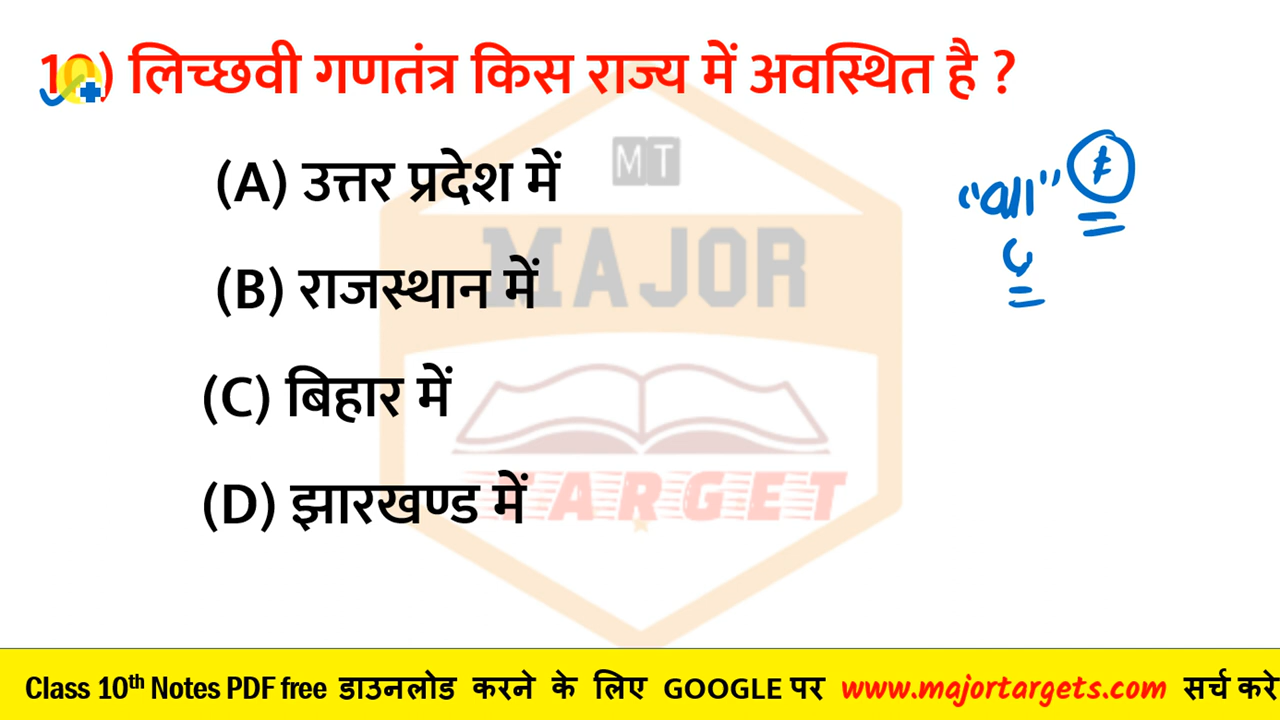 10) लिच्छवी गणतंत्र किस राज्य में अवस्थित है ?
(A) उत्तर प्रदेश में
MT
"all"
(B) राजस्थान में
MAJOR
(C) बिहार में
(D) झारखण्ड में
TARGET
Class 10th Notes PDF free डाउनलोड करने के लिए GOOGLE पर www.majortargets.com सर्च करे